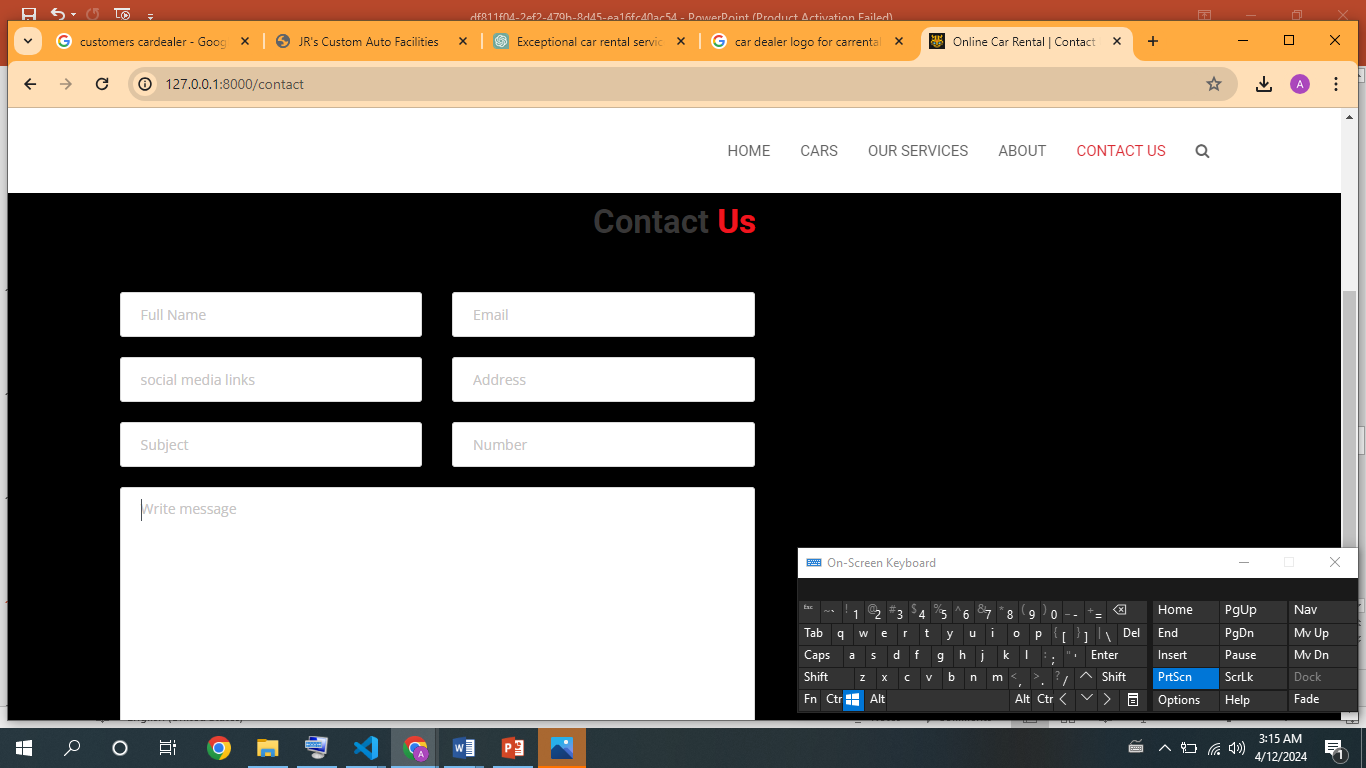 df811f04-2ef2-479b-8d45-ea16fc40ac54 - PowerPoint (Product Activation Failed)
customers cardealer - Goog
JR's Custom Auto Facilities
Exceptional car rental servic
car dealer logo for carrental
Online Car Rental | Contact
127.0.0.1:8000/contact
A
HOME CARS OUR SERVICES ABOUT CONTACT US
Contact Us
Full Name Email
social media links Address
Subject Number
Write message
On-Screen Keyboard
Esc ~` !1 @2 #3 $4 %5 ^6 &7 *8 (9 )0 _- += Home PgUp Nav
Tab q w e r t y u i o p {[ }] |\ Del End PgDn Mv Up
Caps a s d f g h j k l :; "' Enter Insert Pause Mv Dn
Shift z x c v b n m <, >. ?/ Shift PrtScn ScrLk Dock
Fn Ctr Alt Alt Ctr Options Help Fade
3:15 AM
4/12/2024
1